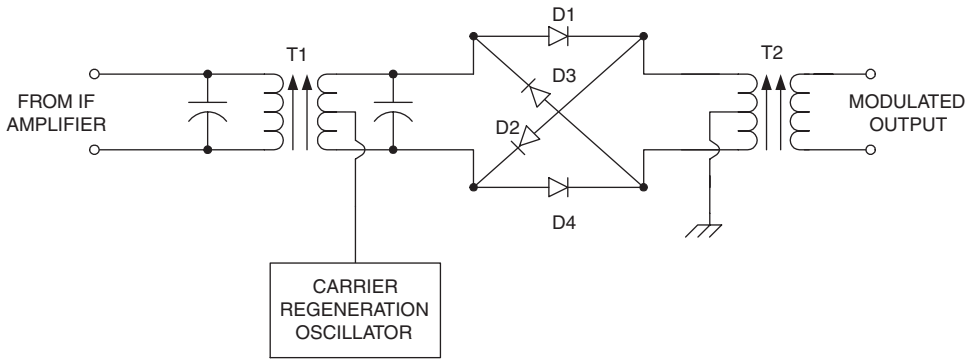 D1
T1
D3
T2
FROM IF
AMPLIFIER
D2
MODULATED
OUTPUT
D4
CARRIER
REGENERATION
OSCILLATOR